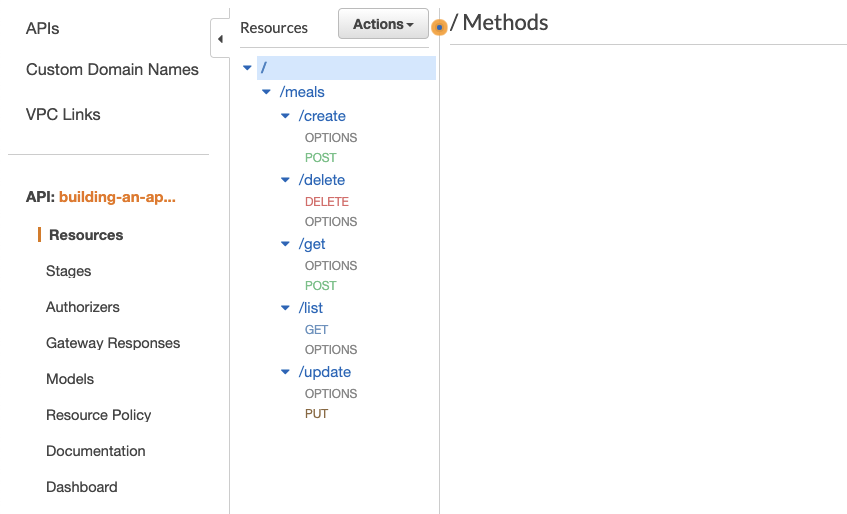 APIs
Custom Domain Names
VPC Links
API: building-an-ap...
Resources
Stages
Authorizers
Gateway Responses
Models
Resource Policy
Documentation
Dashboard
Resources
Actions
/
/meals
/create
OPTIONS
POST
/delete
DELETE
OPTIONS
/get
OPTIONS
POST
/list
GET
OPTIONS
/update
OPTIONS
PUT
/ Methods